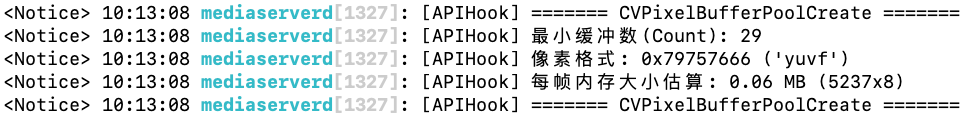 <Notice> 10:13:08 mediaserverd[1327]: [APIHook] ======= CVPixelBufferPoolCreate =======
<Notice> 10:13:08 mediaserverd[1327]: [APIHook] 最小缓冲数(Count): 29
<Notice> 10:13:08 mediaserverd[1327]: [APIHook] 像素格式: 0x79757666 ('yuvf')
<Notice> 10:13:08 mediaserverd[1327]: [APIHook] 每帧内存大小估算: 0.06 MB (5237x8)
<Notice> 10:13:08 mediaserverd[1327]: [APIHook] ======= CVPixelBufferPoolCreate =======